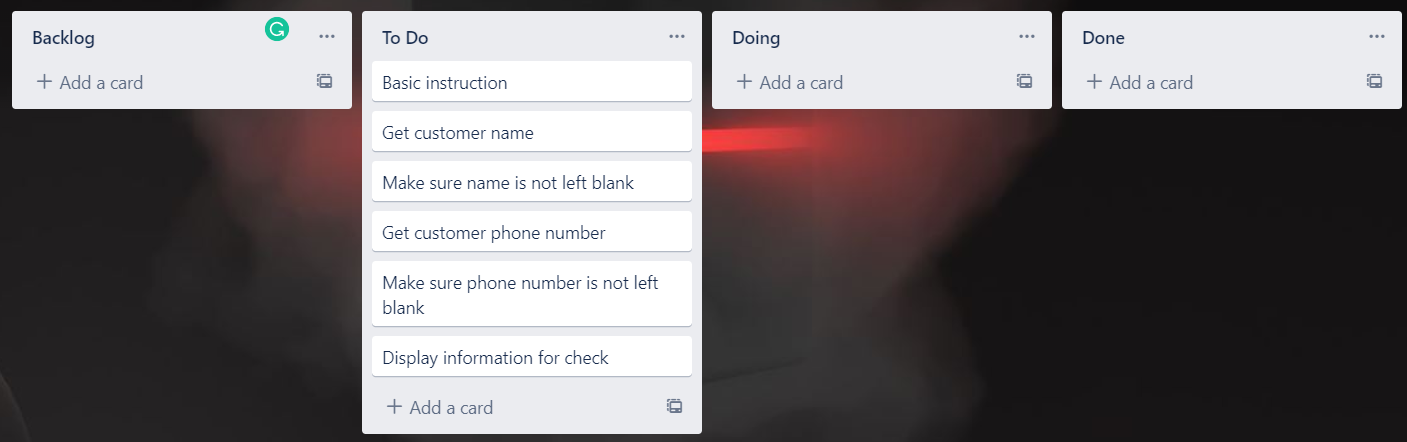 Backlog
+ Add a card
To Do
Basic instruction
Get customer name
Make sure name is not left blank
Get customer phone number
Make sure phone number is not left
blank
Display information for check
+ Add a card
Doing
+ Add a card
Done
+ Add a card